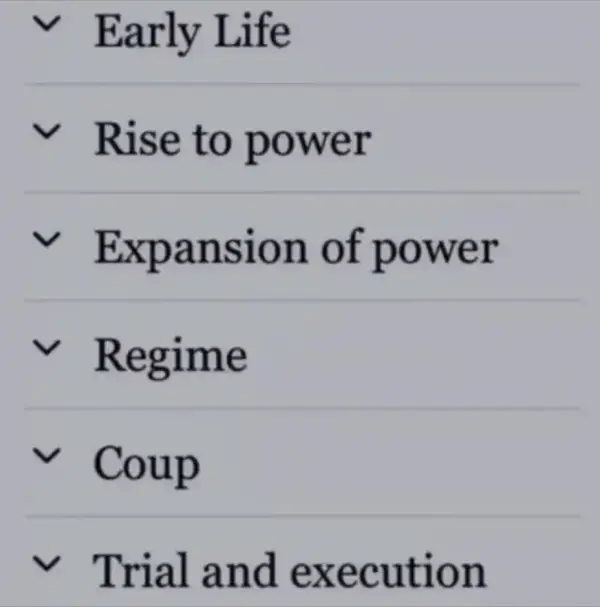 Early Life
Rise to power
Expansion of power
Regime
Coup
Trial and execution